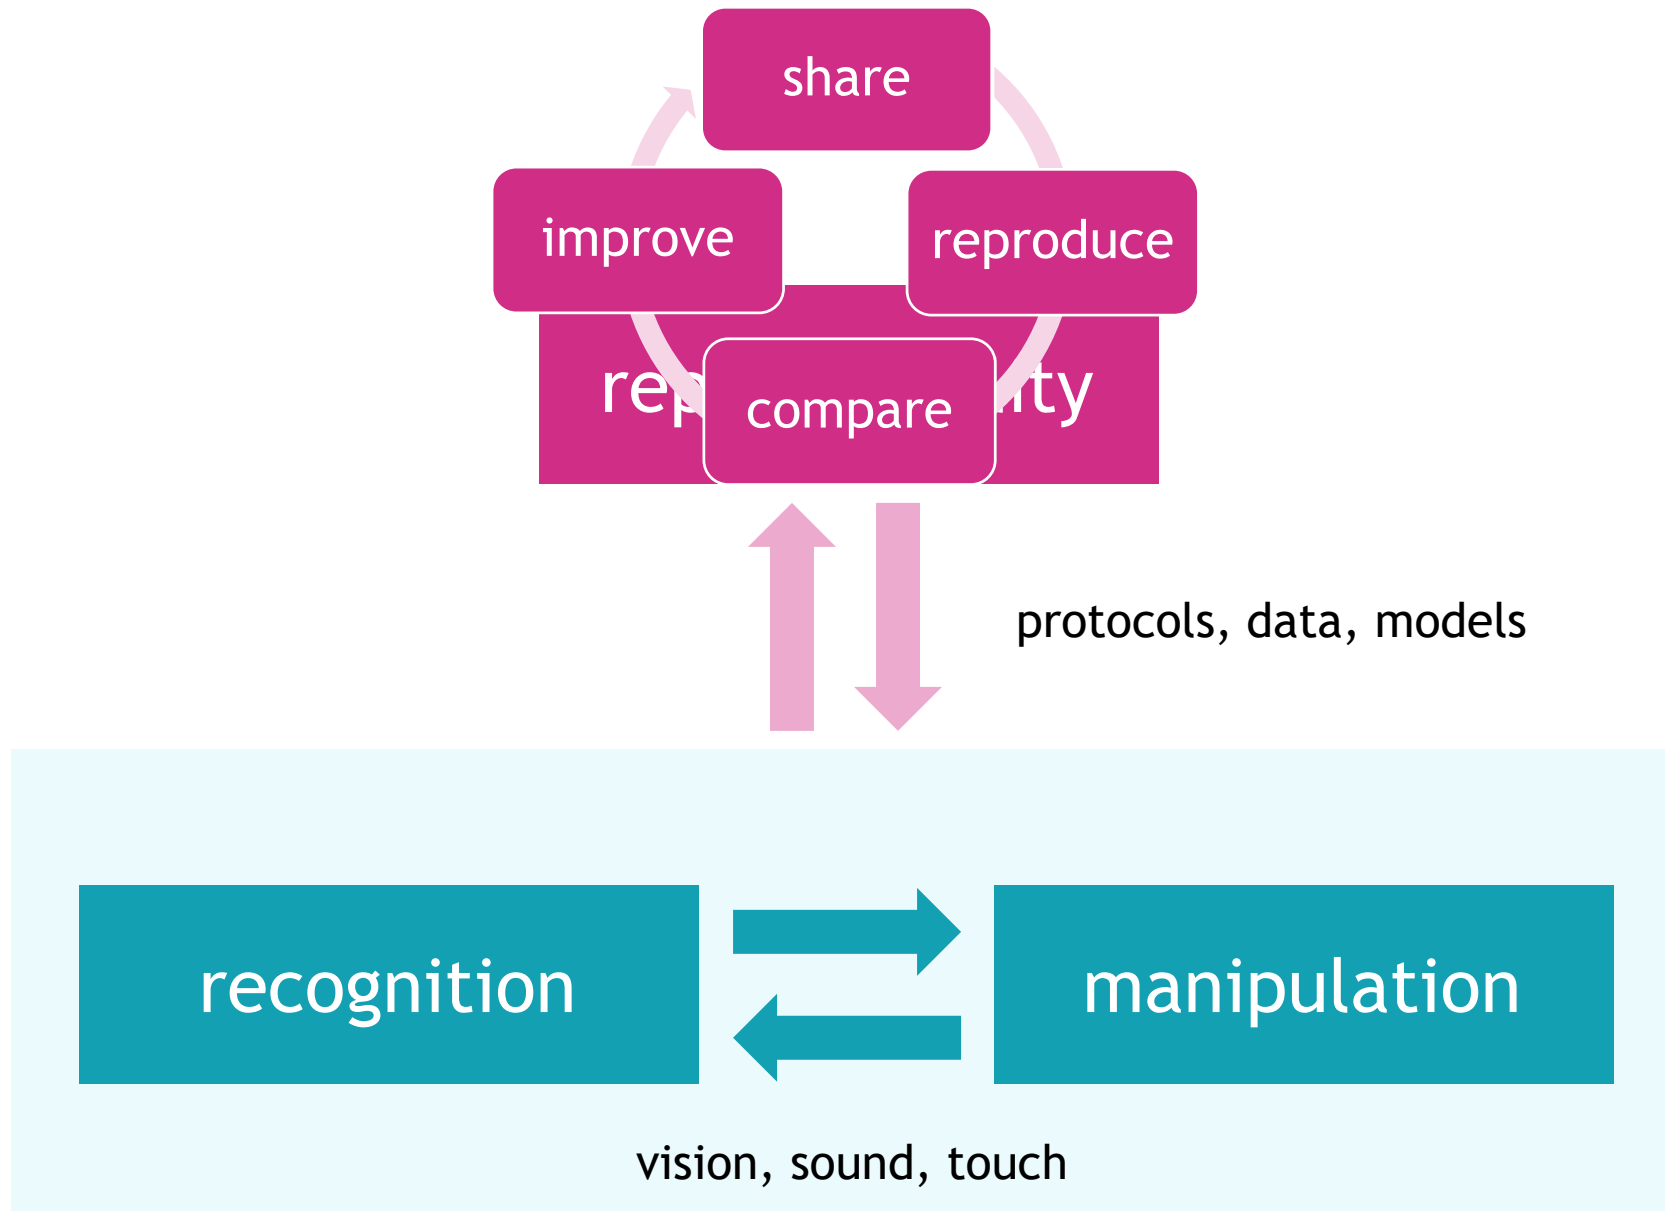 share
improve
reproduce
compare
protocols, data, models
recognition
manipulation
vision, sound, touch